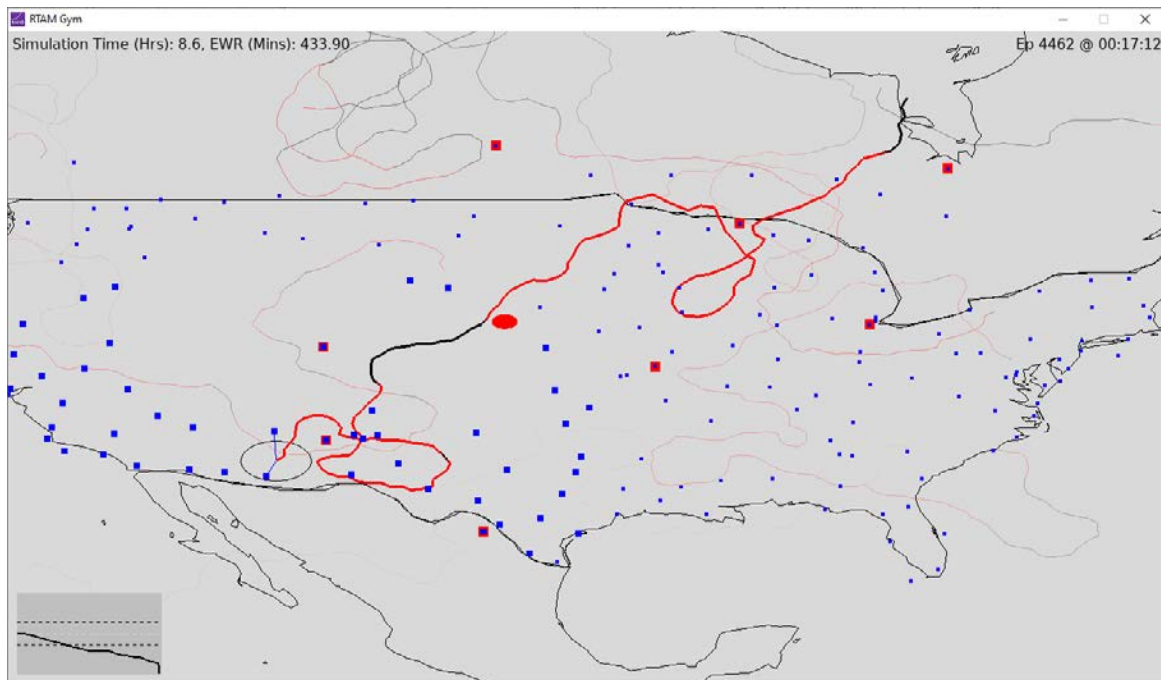 RTAM Gym
Simulation Time (Hrs): 8.6, EWR (Mins): 433.90
Ep 4462 @ 00:17:12